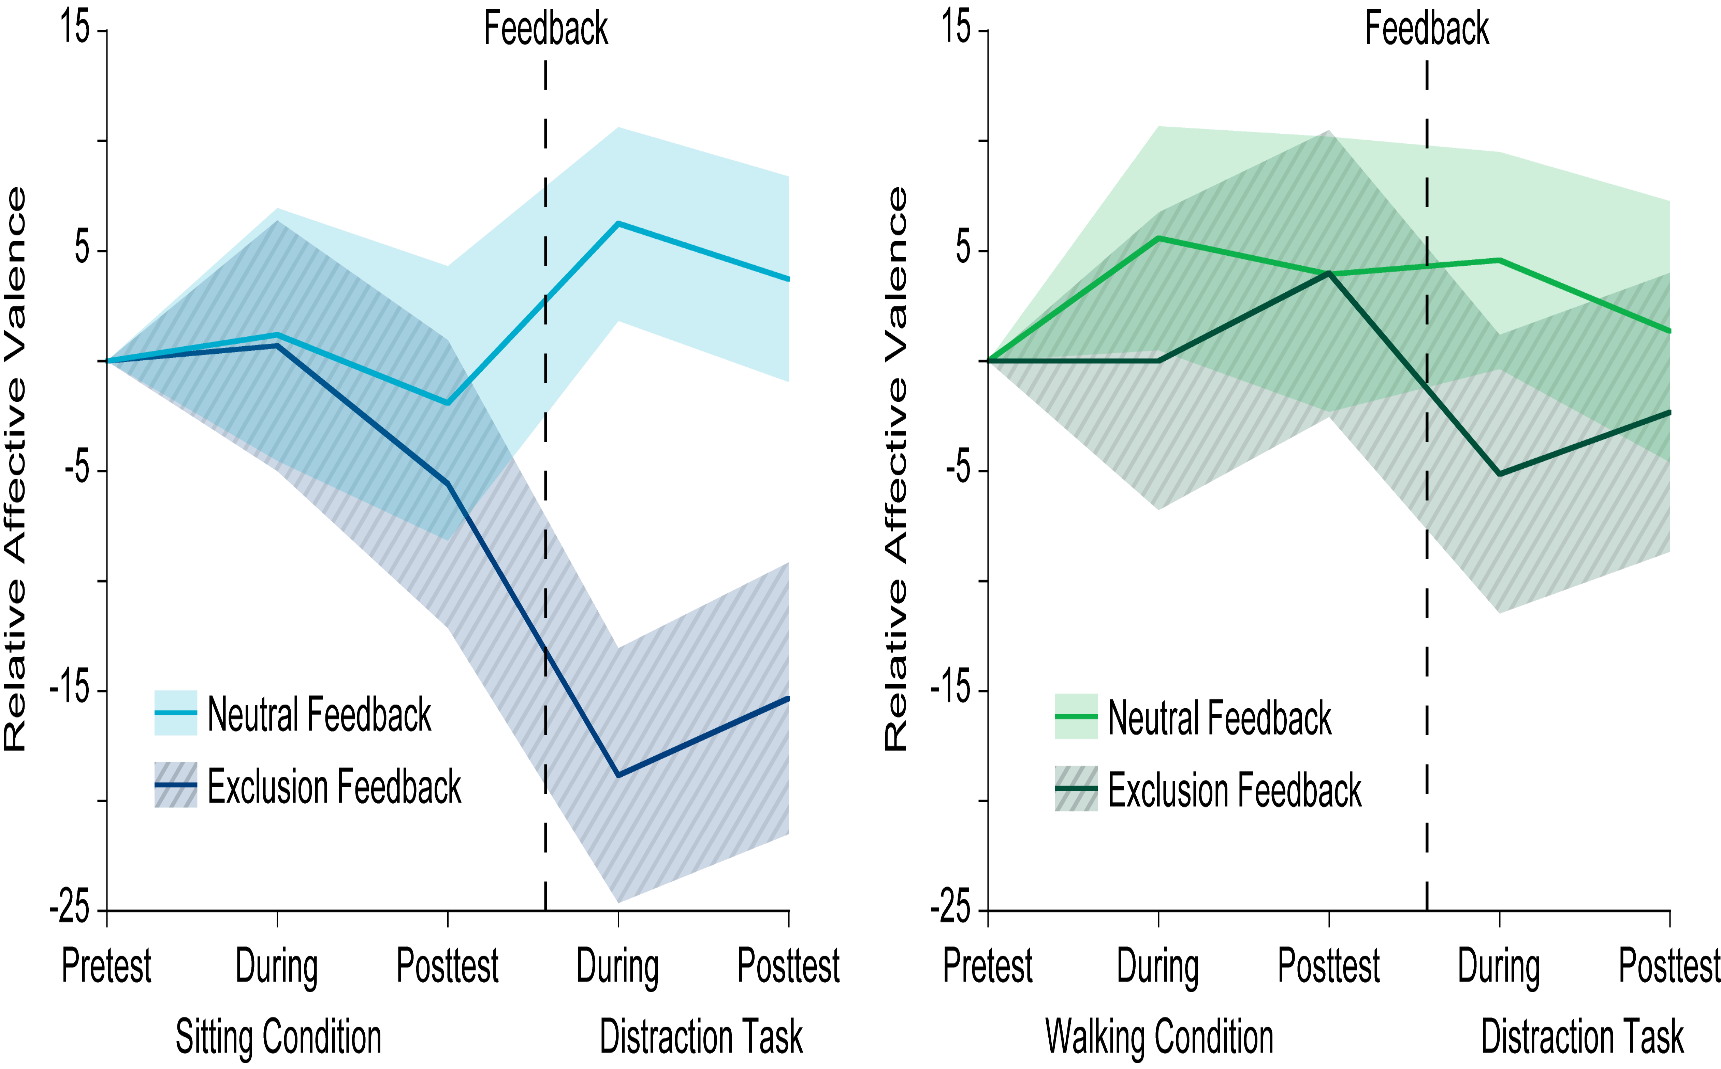 Feedback
15
5
-5
-15
-25
Relative Affective Valence
Neutral Feedback
Exclusion Feedback
Pretest During Posttest During Posttest
Sitting Condition Distraction Task
Feedback
15
5
-5
-15
-25
Relative Affective Valence
Neutral Feedback
Exclusion Feedback
Pretest During Posttest During Posttest
Walking Condition Distraction Task